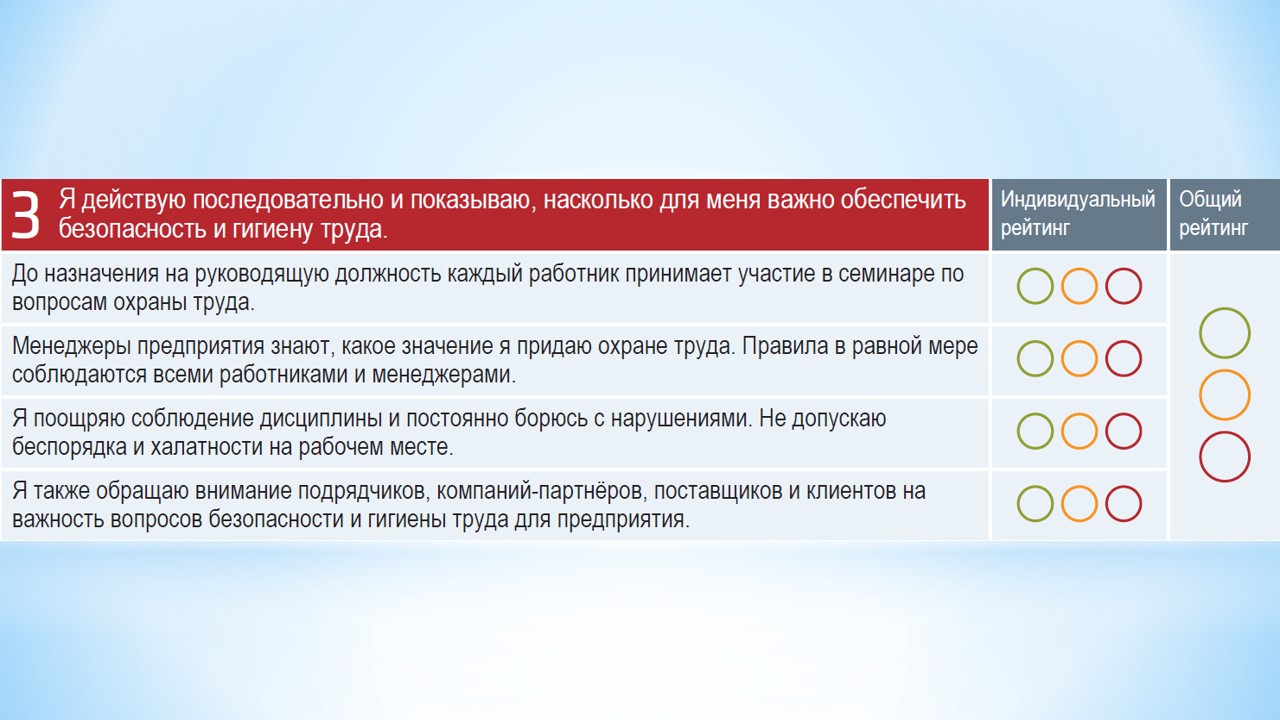 3
Я действую последовательно и показываю, насколько для меня важно обеспечить
безопасность и гигиену труда.
Индивидуальный
рейтинг
Общий
рейтинг
До назначения на руководящую должность каждый работник принимает участие в семинаре по
вопросам охраны труда.
Менеджеры предприятия знают, какое значение я придаю охране труда. Правила в равной мере
соблюдаются всеми работниками и менеджерами.
Я поощряю соблюдение дисциплины и постоянно борюсь с нарушениями. Не допускаю
беспорядка и халатности на рабочем месте.
Я также обращаю внимание подрядчиков, компаний-партнёров, поставщиков и клиентов на
важность вопросов безопасности и гигиены труда для предприятия.